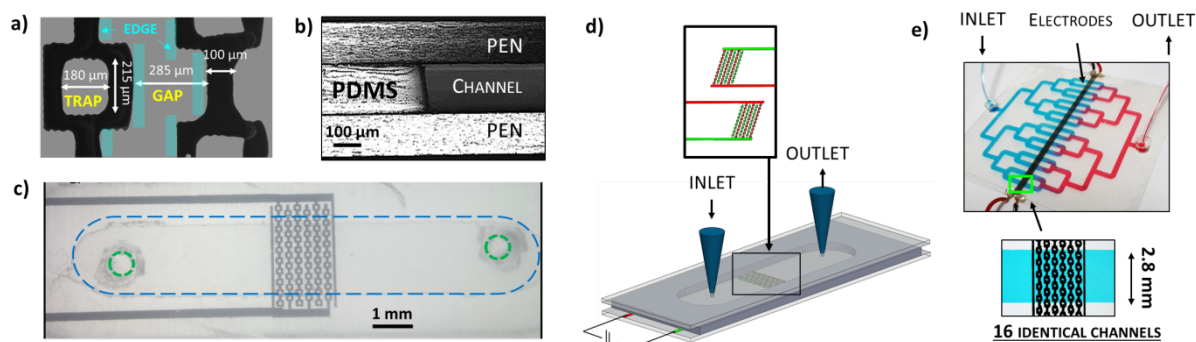 a)
EDGE
100 µm
180 µm
215 µm
285 µm
TRAP
GAP
b)
PEN
PDMS
CHANNEL
100 µm
PEN
c)
1 mm
d)
INLET
OUTLET
e)
INLET
ELECTRODES
OUTLET
2.8 mm
16 IDENTICAL CHANNELS